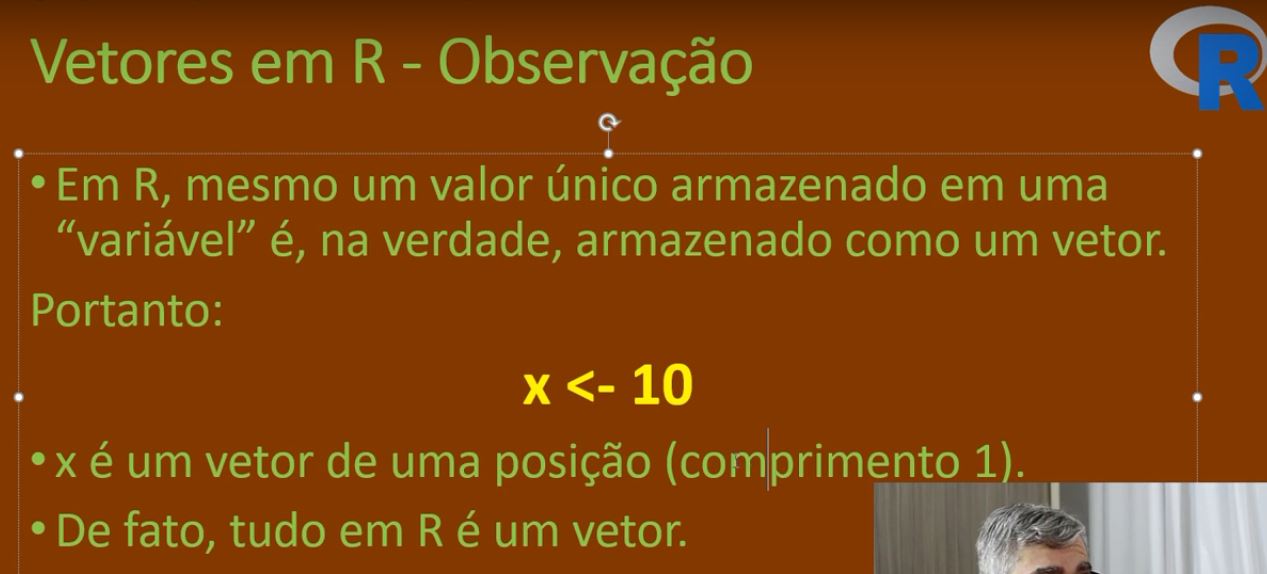 Vetores em R - Observação
R
• Em R, mesmo um valor único armazenado em uma
“variável” é, na verdade, armazenado como um vetor.
Portanto:
x <- 10
• x é um vetor de uma posição (comprimento 1).
• De fato, tudo em R é um vetor.